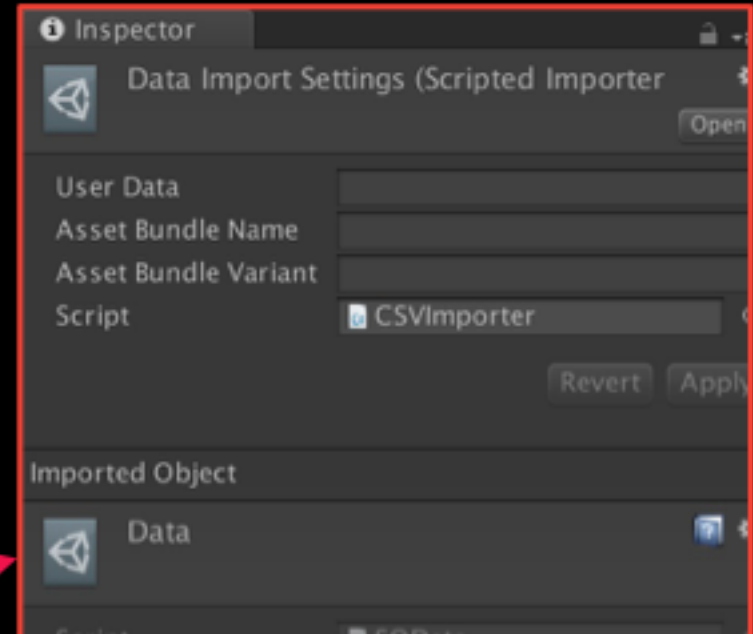 Inspector
Data Import Settings (Scripted Importer
Open
User Data
Asset Bundle Name
Asset Bundle Variant
Script CSVImporter
Revert Apply
Imported Object
Data